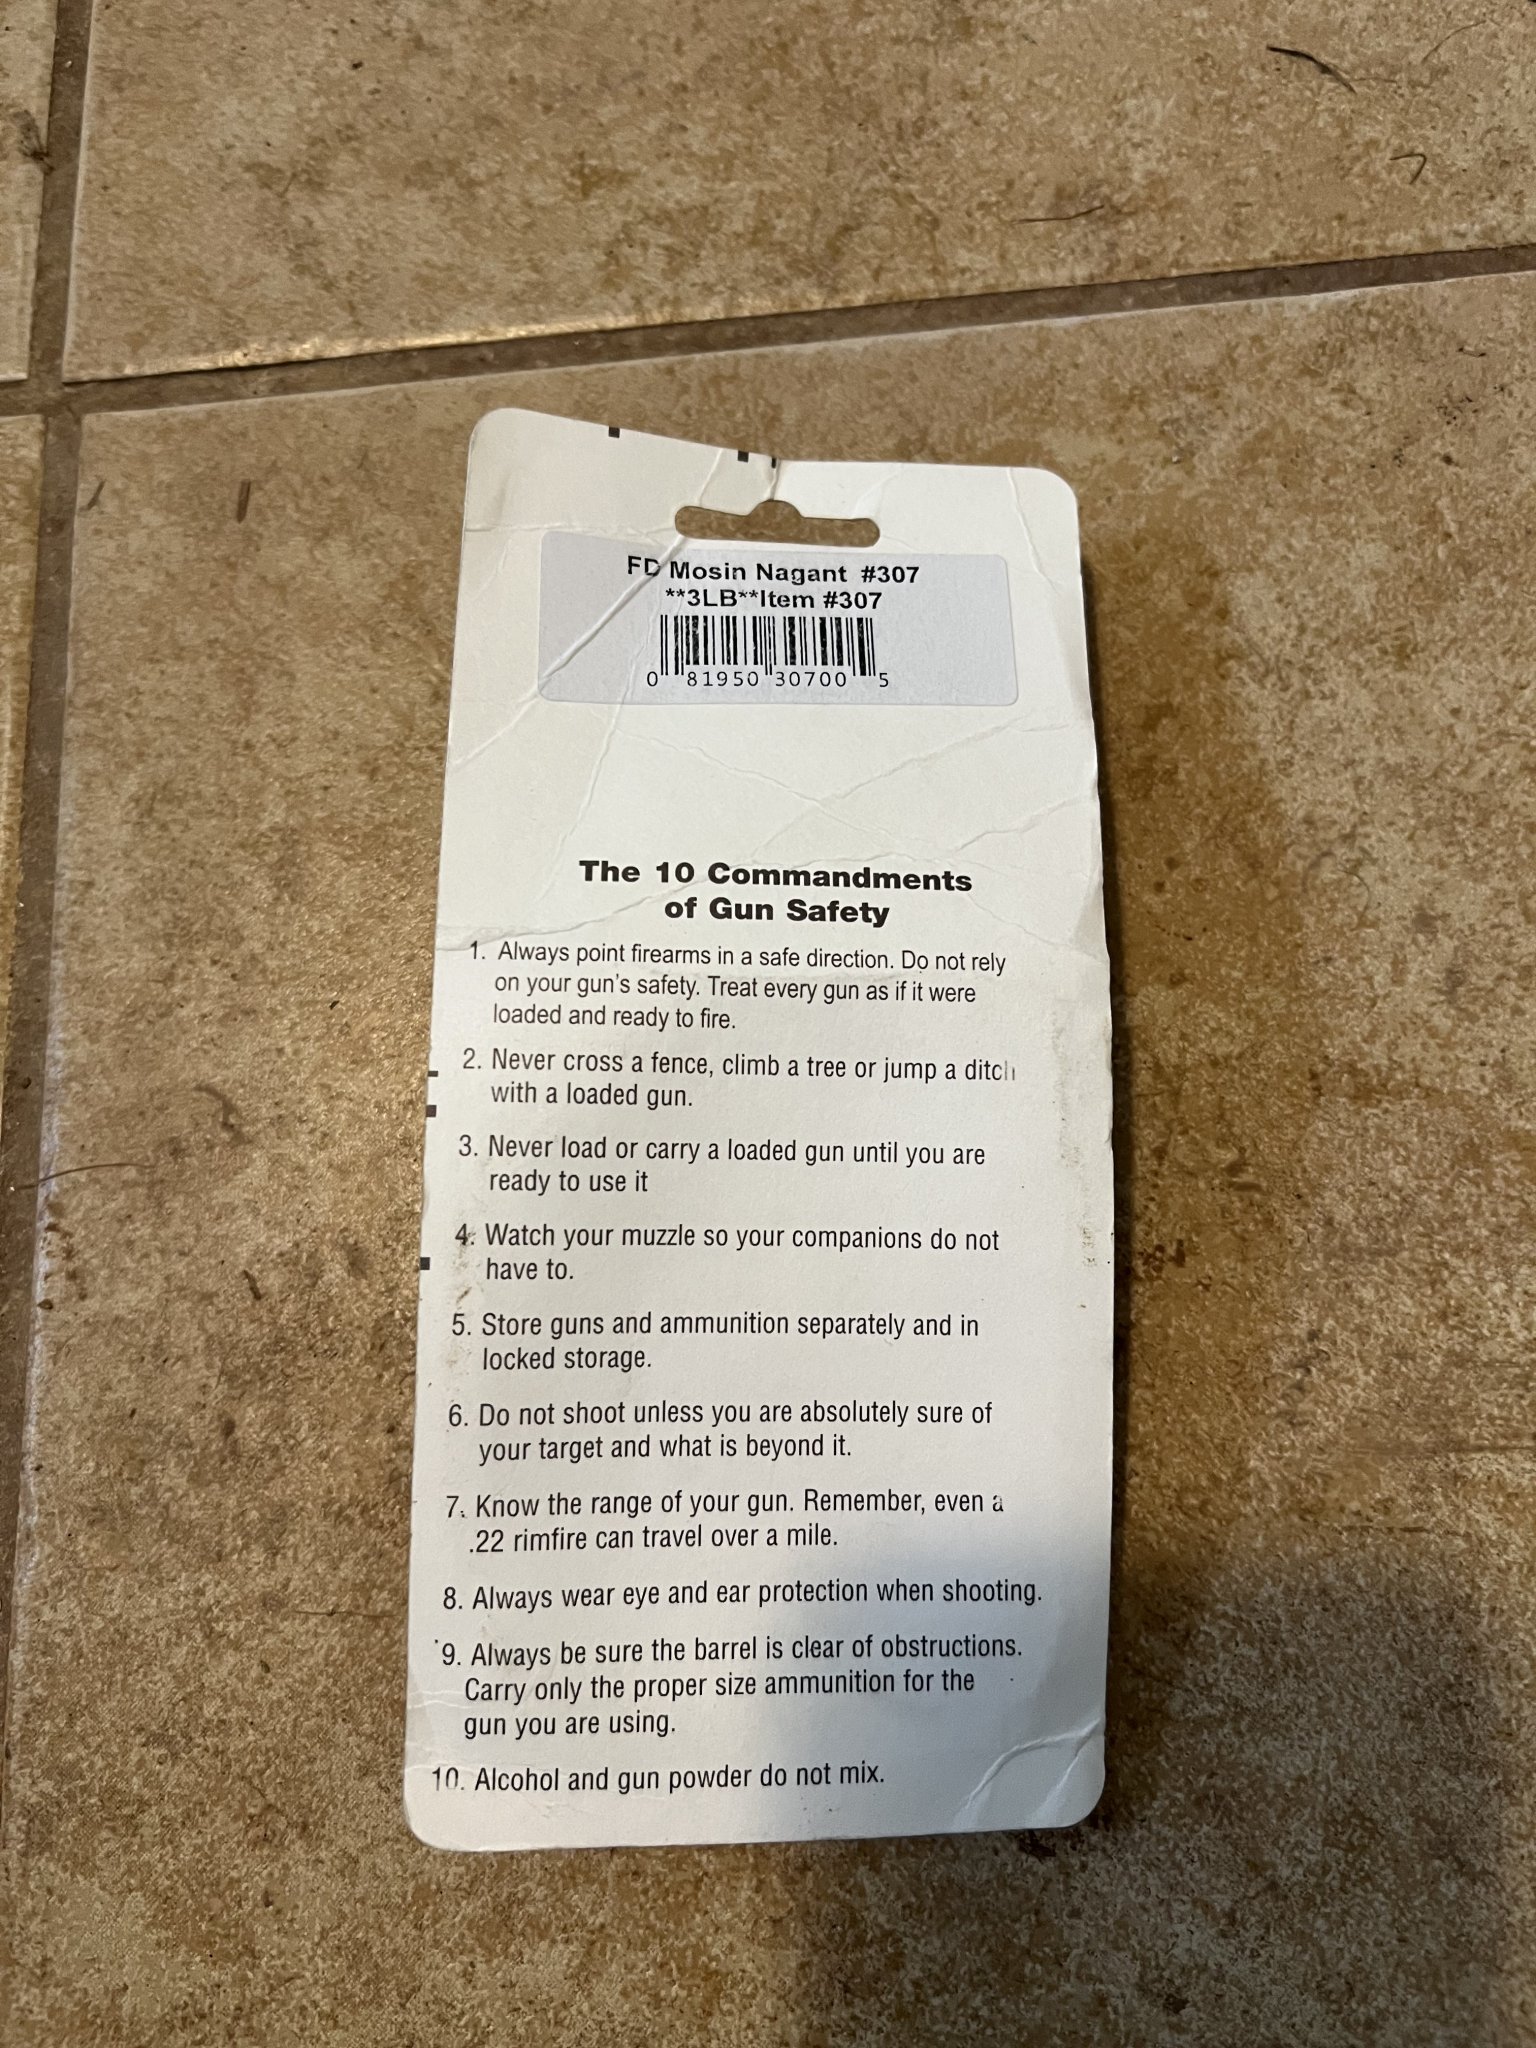 FD Mosin Nagant #307
**3LB**Item #307
0 81950 30700 5
The 10 Commandments
of Gun Safety
1. Always point firearms in a safe direction. Do not rely
on your gun's safety. Treat every gun as if it were
loaded and ready to fire.
2. Never cross a fence, climb a tree or jump a ditch
with a loaded gun.
3. Never load or carry a loaded gun until you are
ready to use it
4. Watch your muzzle so your companions do not
have to.
5. Store guns and ammunition separately and in
locked storage.
6. Do not shoot unless you are absolutely sure of
your target and what is beyond it.
7. Know the range of your gun. Remember, even a
.22 rimfire can travel over a mile.
8. Always wear eye and ear protection when shooting.
9. Always be sure the barrel is clear of obstructions.
Carry only the proper size ammunition for the
gun you are using.
10. Alcohol and gun powder do not mix.